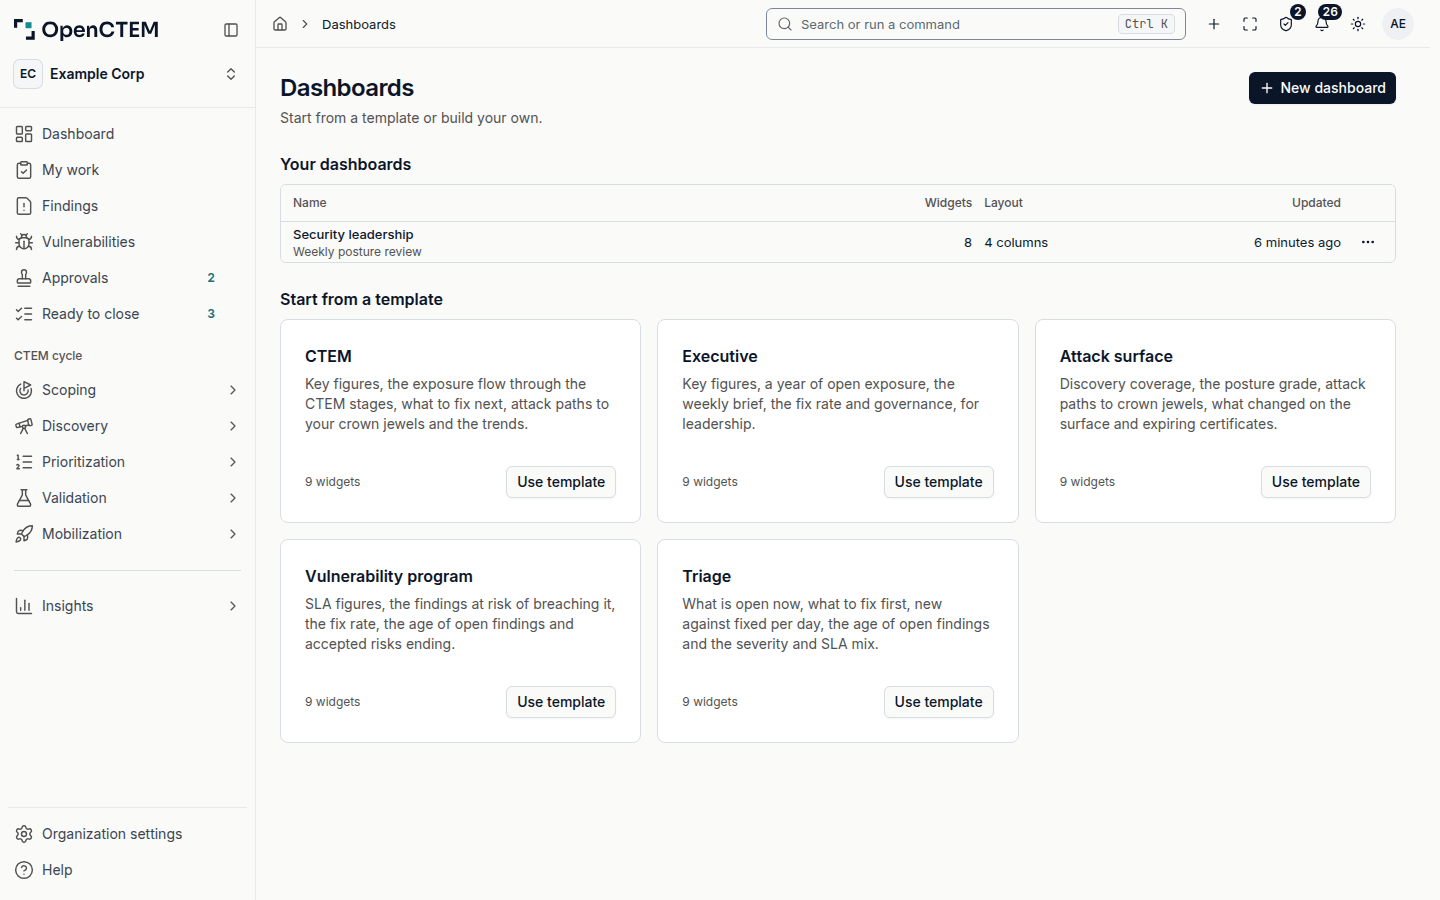 OpenCTEM
EC
Example Corp
Dashboard
My work
Findings
Vulnerabilities
Approvals 2
Ready to close 3
CTEM cycle
Scoping
Discovery
Prioritization
Validation
Mobilization
Insights
Organization settings
Help
Dashboards
Search or run a command
Ctrl K
2
26
AE
Dashboards
Start from a template or build your own.
New dashboard
Your dashboards
Name Widgets Layout Updated
Security leadership
Weekly posture review
8 4 columns 6 minutes ago
Start from a template
CTEM
Key figures, the exposure flow through the
CTEM stages, what to fix next, attack paths to
your crown jewels and the trends.
9 widgets
Use template
Executive
Key figures, a year of open exposure, the
weekly brief, the fix rate and governance, for
leadership.
9 widgets
Use template
Attack surface
Discovery coverage, the posture grade, attack
paths to crown jewels, what changed on the
surface and expiring certificates.
9 widgets
Use template
Vulnerability program
SLA figures, the findings at risk of breaching it,
the fix rate, the age of open findings and
accepted risks ending.
9 widgets
Use template
Triage
What is open now, what to fix first, new
against fixed per day, the age of open findings
and the severity and SLA mix.
9 widgets
Use template